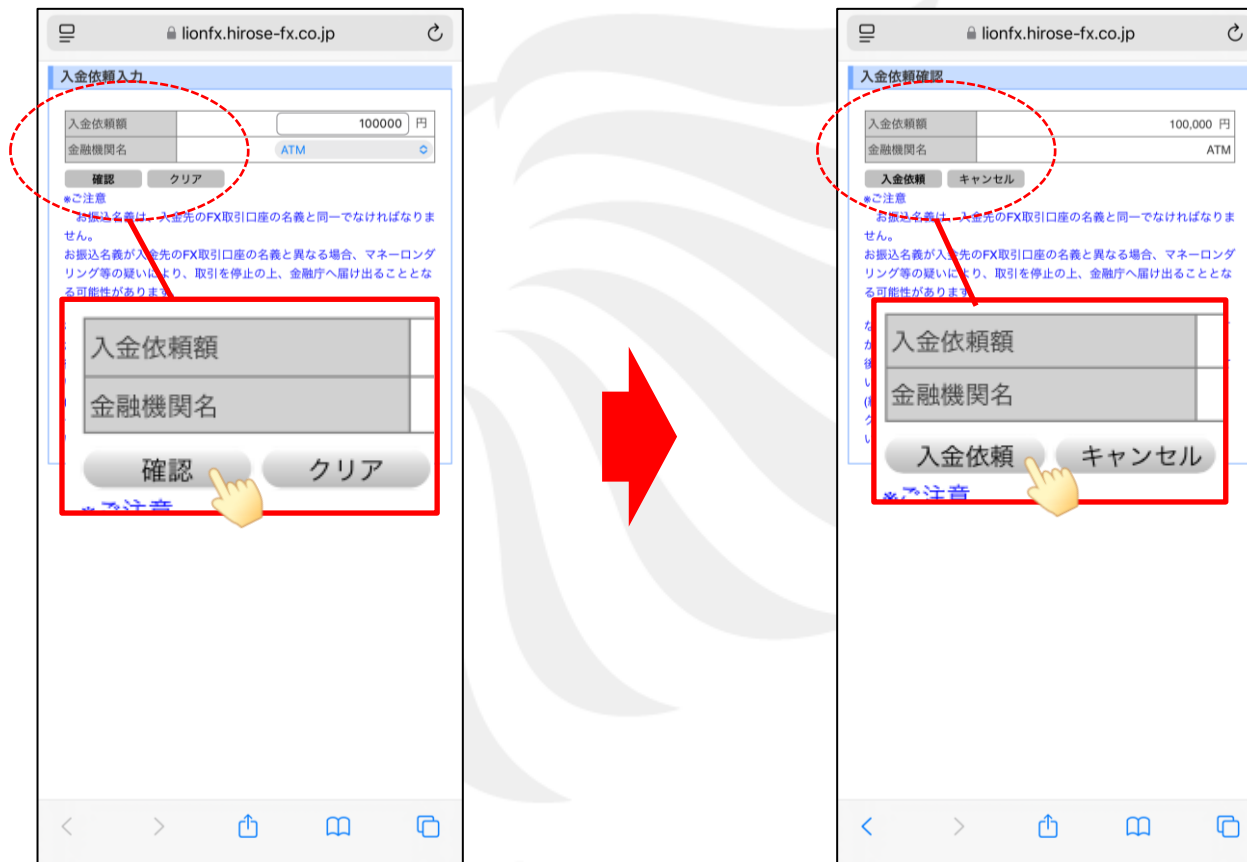 lionfx.hirose-fx.co.jp
入金依頼入力
入金依頼額 100000 円
金融機関名 ATM
確認 クリア
※ご注意
お振込名義は、入金先のFX取引口座の名義と同一でなければなりま
せん。
お振込名義が入金先のFX取引口座の名義と異なる場合、マネーロンダ
リング等の疑いにより、取引を停止の上、金融庁へ届け出ることとな
る可能性があります
入金依頼額
金融機関名
確認 クリア
※ご注意
lionfx.hirose-fx.co.jp
入金依頼確認
入金依頼額 100,000 円
金融機関名 ATM
入金依頼 キャンセル
※ご注意
お振込名義は、入金先のFX取引口座の名義と同一でなければなりま
せん。
お振込名義が入金先のFX取引口座の名義と異なる場合、マネーロンダ
リング等の疑いにより、取引を停止の上、金融庁へ届け出ることとな
る可能性があります
入金依頼額
金融機関名
入金依頼 キャンセル
※ご注意